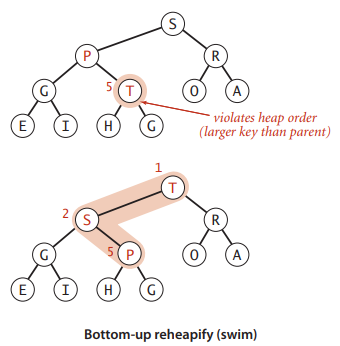 S
P R
G 5 T O A
violates heap order
(larger key than parent)
E I H G
1
T
2 S R
G 5 P O A
E I H G
Bottom-up reheapify (swim)